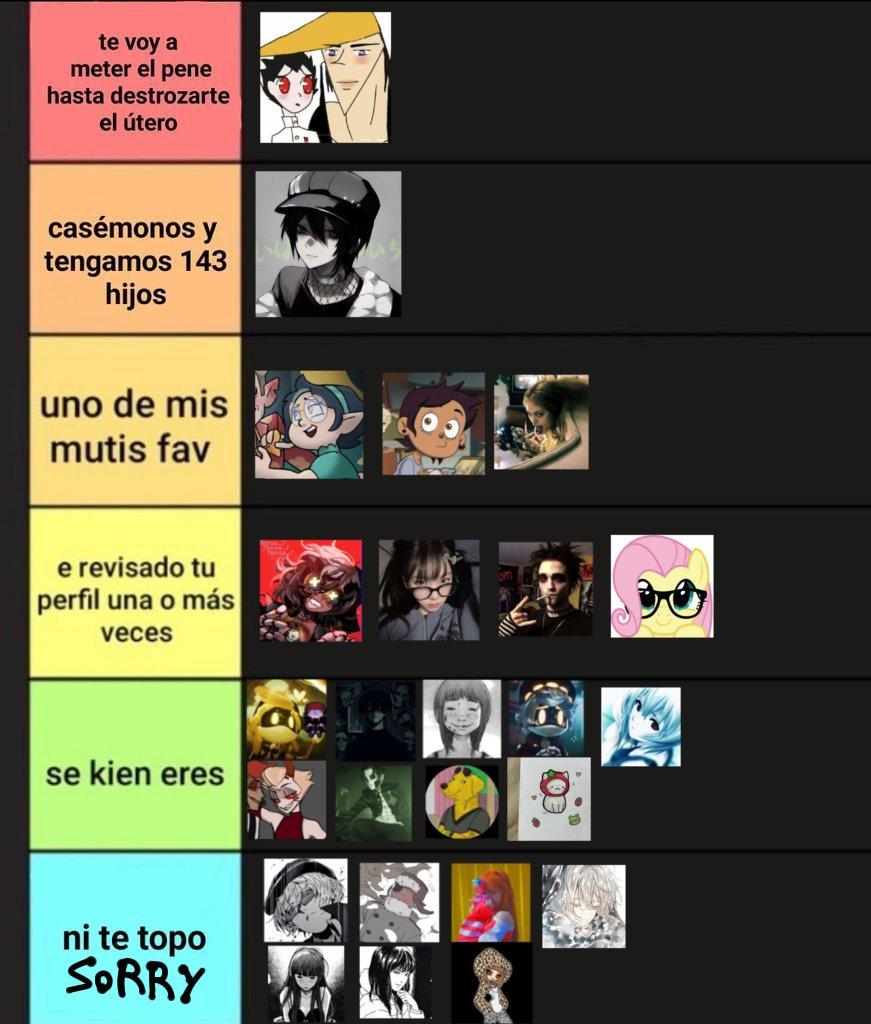 te voy a
meter el pene
hasta destrozarte
el útero
casémonos y
tengamos 143
hijos
uno de mis
mutis fav
e revisado tu
perfil una o más
veces
se kien eres
ni te topo
SORRY